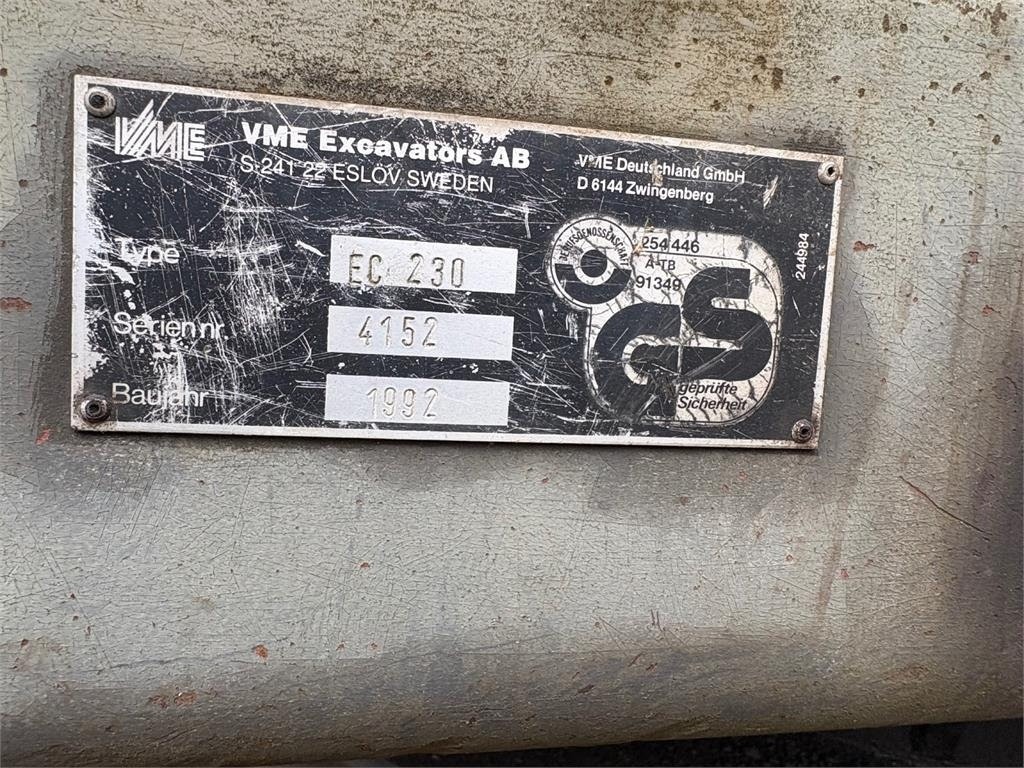 VME
VME Excavators AB
S-241 22 ESLÖV SWEDEN
VME Deutschland GmbH
D 6144 Zwingenberg
Type EC 230
Serien nr 4152
Baujahr 1992
BERUFSGENOSSENSCHAFT
254 446
A-TB
91349
geprüfte
Sicherheit
244984